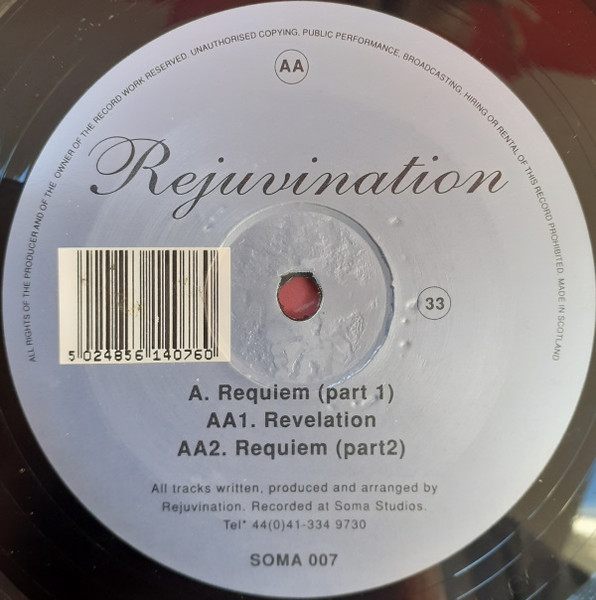 ALL RIGHTS OF THE PRODUCER AND OF THE OWNER OF THE RECORD WORK RESERVED. UNAUTHORISED COPYING, PUBLIC PERFORMANCE, BROADCASTING, HIRING OR RENTAL OF THIS RECORD PROHIBITED. MADE IN SCOTLAND
AA
Rejuvination
33
5 024856 140760
A. Requiem (part 1)
AA1. Revelation
AA2. Requiem (part2)
All tracks written, produced and arranged by
Rejuvination. Recorded at Soma Studios.
Tel* 44(0)41-334 9730
SOMA 007